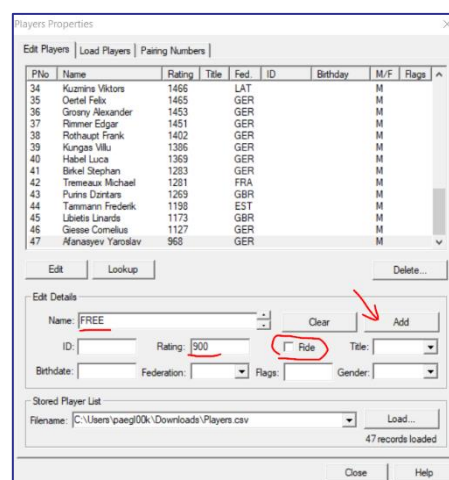 Players Properties
Edit Players Load Players Pairing Numbers
PNo Name Rating Title Fed. ID Birthday M/F Flags
34 Kuzmins Viktors 1466 LAT M
35 Oertel Felix 1465 GER M
36 Grosny Alexander 1453 GER M
37 Rimmer Edgar 1451 GER M
38 Rothaupt Frank 1402 GER M
39 Kungas Villu 1386 GER M
40 Habel Luca 1369 GER M
41 Birkel Stephan 1283 GER M
42 Tremeaux Michael 1281 FRA M
43 Purins Dzintars 1269 GBR M
44 Tammann Frederik 1198 EST M
45 Libietis Linards 1173 GBR M
46 Giesse Cornelius 1127 GER M
47 Afanasyev Yaroslav 968 GER M
Edit Lookup Delete...
Edit Details
Name: FREE Clear Add
ID: Rating: 900 Fide Title:
Birthdate: Federation: Flags: Gender:
Stored Player List
Filename: C:\Users\paegl00k\Downloads\Players.csv Load...
47 records loaded
Close Help